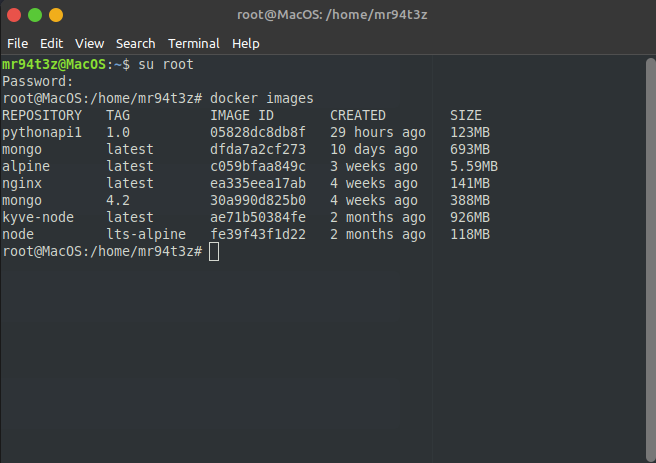 root@MacOS: /home/mr94t3z
File Edit View Search Terminal Help
mr94t3z@MacOS:~$ su root
Password:
root@MacOS:/home/mr94t3z# docker images
REPOSITORY   TAG          IMAGE ID       CREATED        SIZE
pythonapi1   1.0          05828dc8db8f   29 hours ago   123MB
mongo        latest       dfda7a2cf273   10 days ago    693MB
alpine       latest       c059bfaa849c   3 weeks ago    5.59MB
nginx        latest       ea335eea17ab   4 weeks ago    141MB
mongo        4.2          30a990d825b0   4 weeks ago    388MB
kyve-node    latest       ae71b50384fe   2 months ago   926MB
node         lts-alpine   fe39f43f1d22   2 months ago   118MB
root@MacOS:/home/mr94t3z#